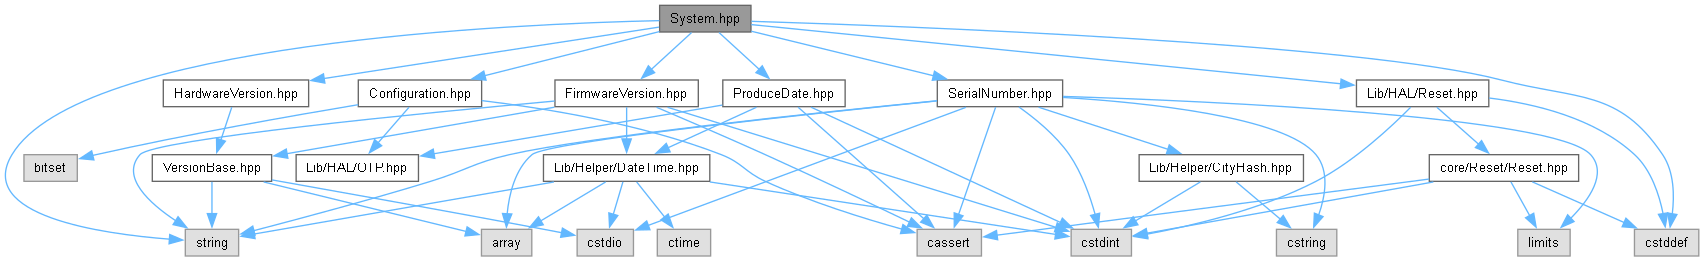 System.hpp
HardwareVersion.hpp
Configuration.hpp
FirmwareVersion.hpp
ProduceDate.hpp
SerialNumber.hpp
Lib/HAL/Reset.hpp
bitset
VersionBase.hpp
Lib/HAL/OTP.hpp
Lib/Helper/DateTime.hpp
Lib/Helper/CityHash.hpp
core/Reset/Reset.hpp
string
array
cstdio
ctime
cassert
cstdint
cstring
limits
cstddef